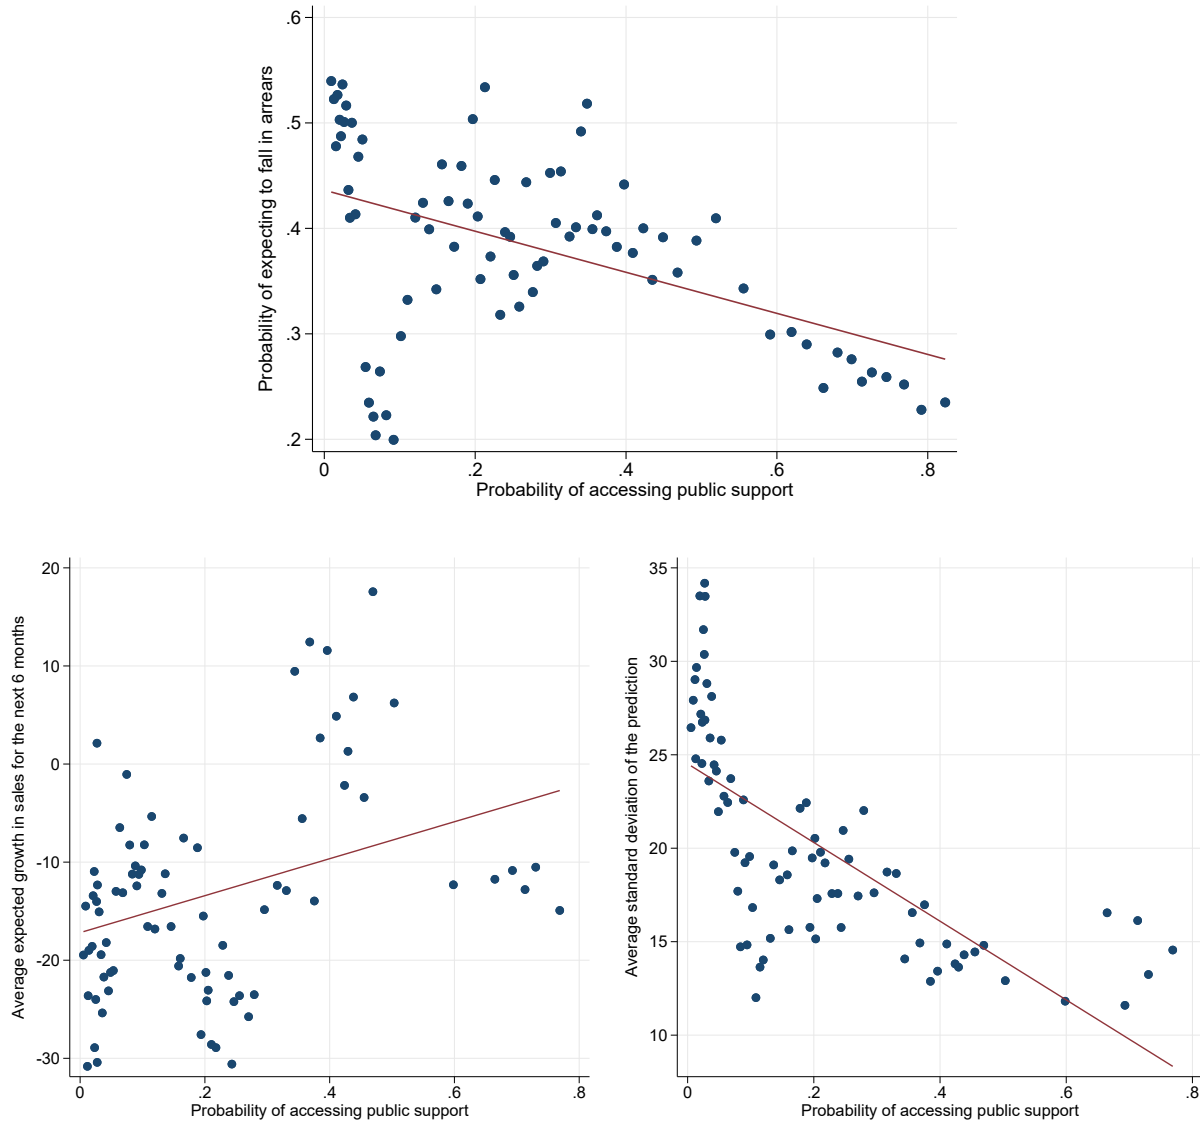 .6
.5
.4
.3
.2
Probability of expecting to fall in arrears
0 .2 .4 .6 .8
Probability of accessing public support
20
10
0
-10
-20
-30
Average expected growth in sales for the next 6 months
0 .2 .4 .6 .8
Probability of accessing public support
35
30
25
20
15
10
Average standard deviation of the prediction
0 .2 .4 .6 .8
Probability of accessing public support